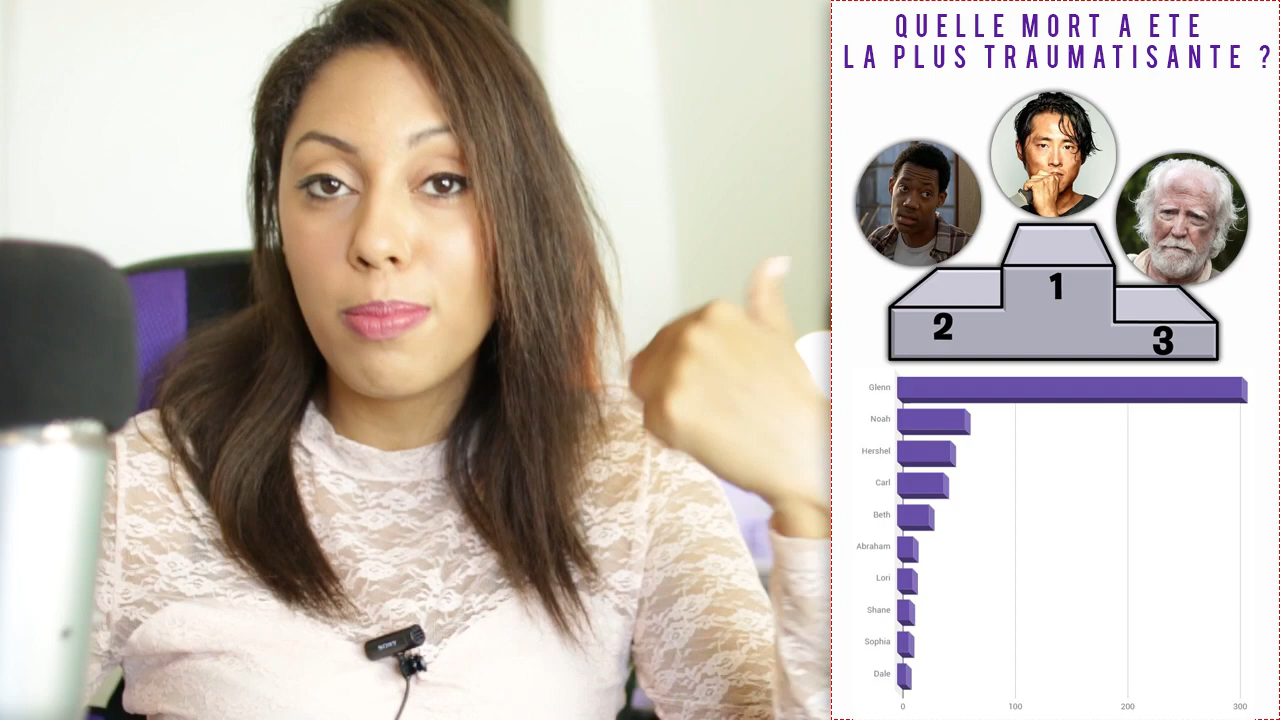 QUELLE MORT A ETE
LA PLUS TRAUMATISANTE ?
1
2
3
Glenn
Noah
Hershel
Carl
Beth
Abraham
Lori
Shane
Sophia
Dale
0 100 200 300
SONY